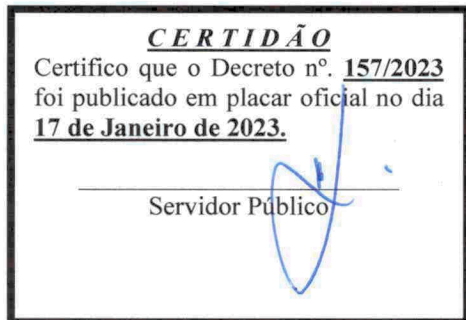 CERTIDÃO
Certifico que o Decreto nº. 157/2023
foi publicado em placar oficial no dia
17 de Janeiro de 2023.
Servidor Público